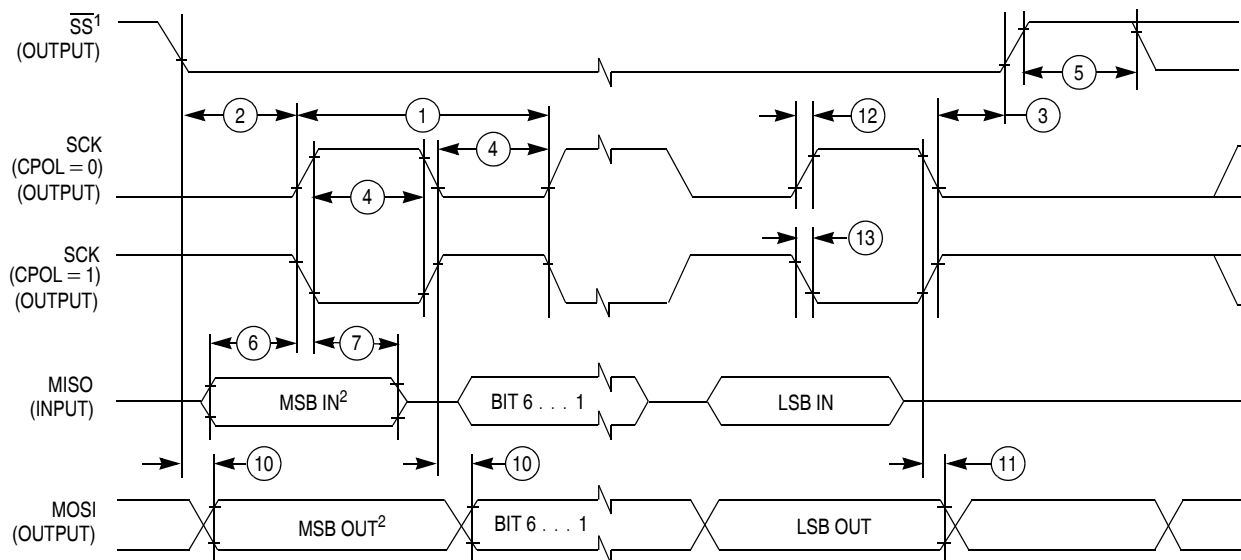 SS¹
(OUTPUT)
5
2
1
12
3
SCK
(CPOL = 0)
(OUTPUT)
4
4
SCK
(CPOL = 1)
(OUTPUT)
13
6
7
MISO
(INPUT)
MSB IN²
BIT 6 . . . 1
LSB IN
10
10
11
MOSI
(OUTPUT)
MSB OUT²
BIT 6 . . . 1
LSB OUT